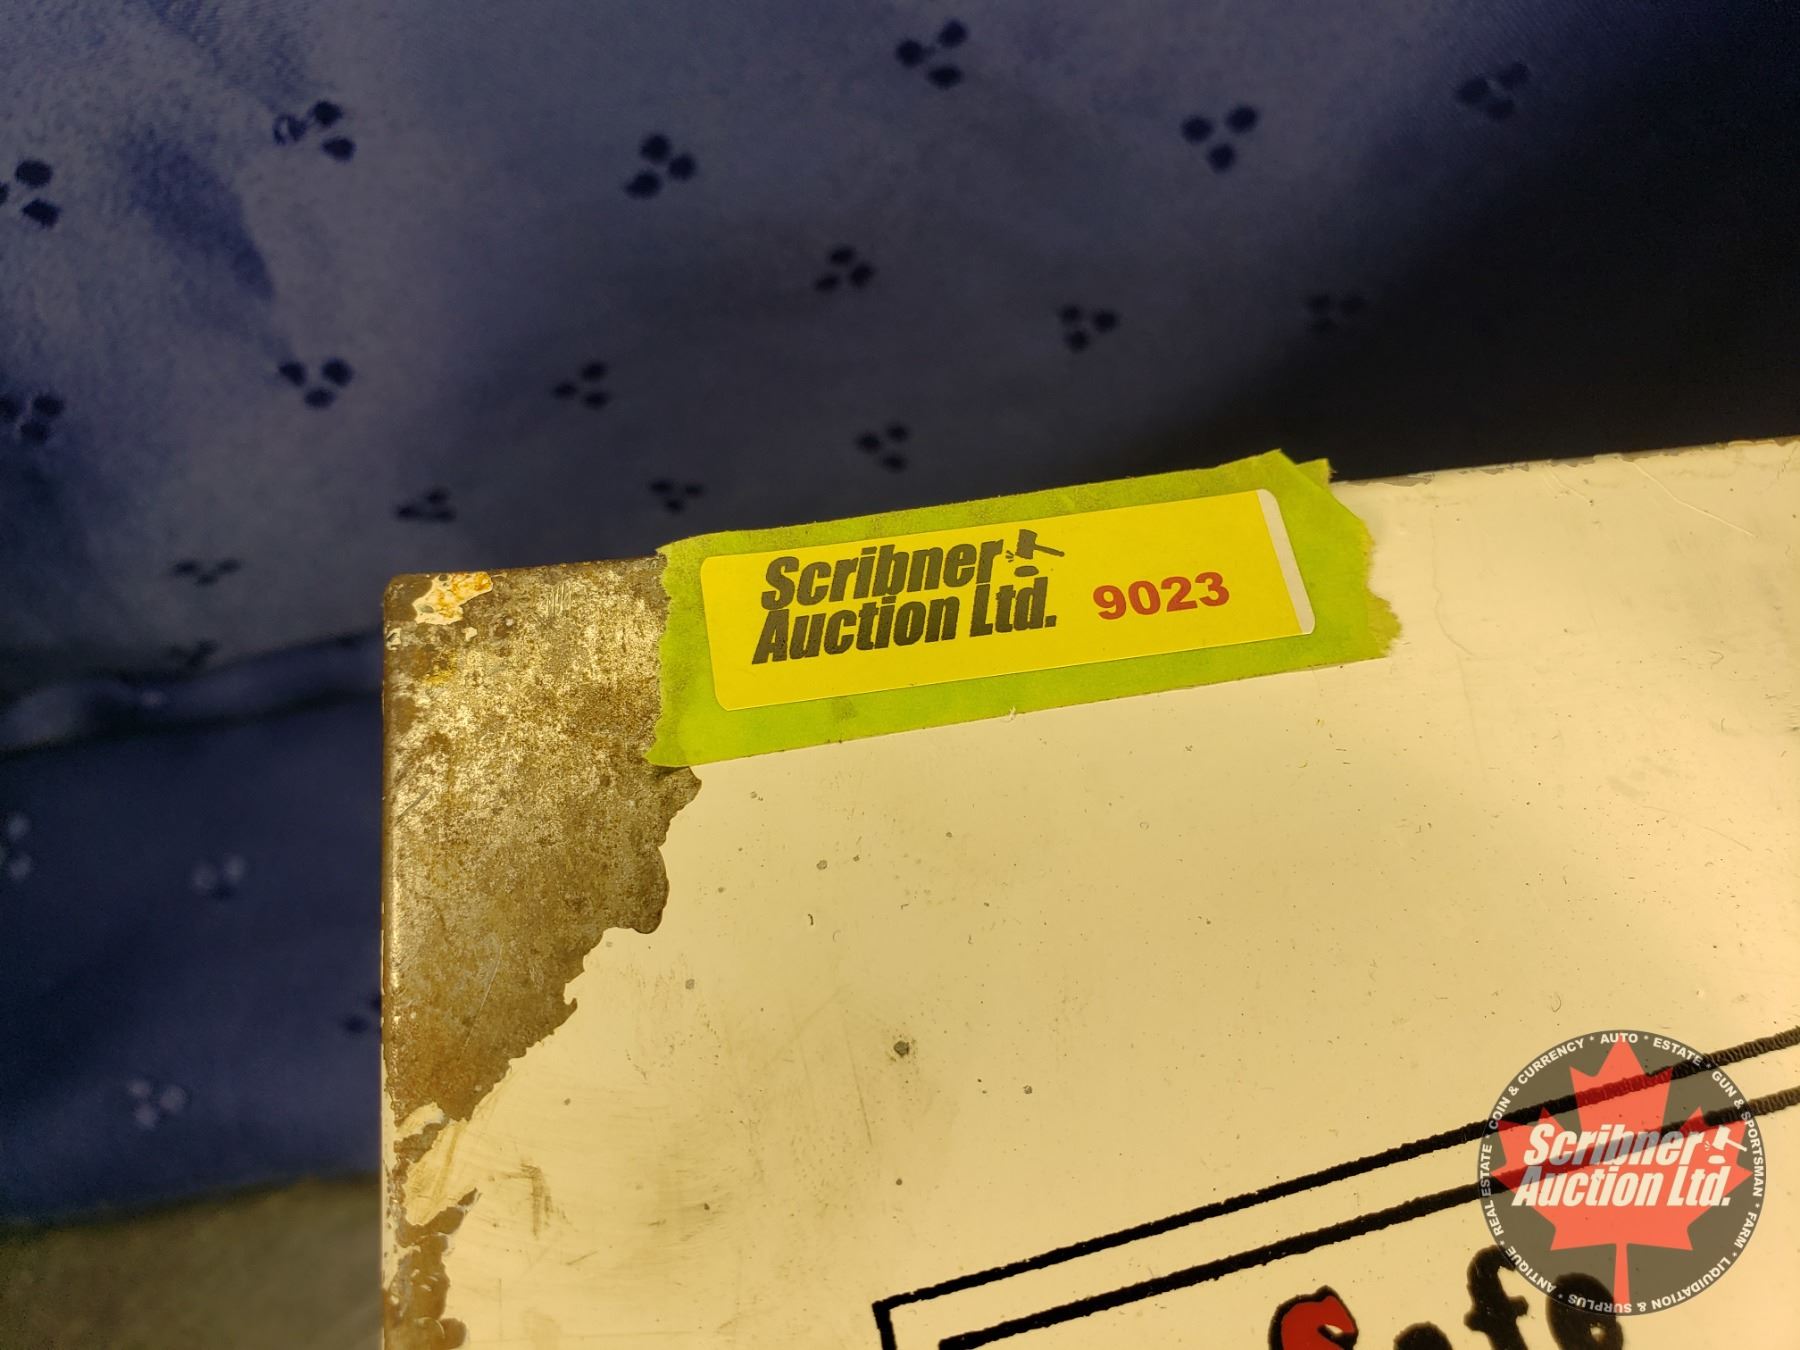 Scribner
Auction Ltd.
9023
Safe
COIN & CURRENCY * AUTO * ESTATE * GUN & SPORTSMAN * FARM * LIQUIDATION & SURPLUS * ANTIQUE * REAL ESTATE *
Scribner
Auction Ltd.